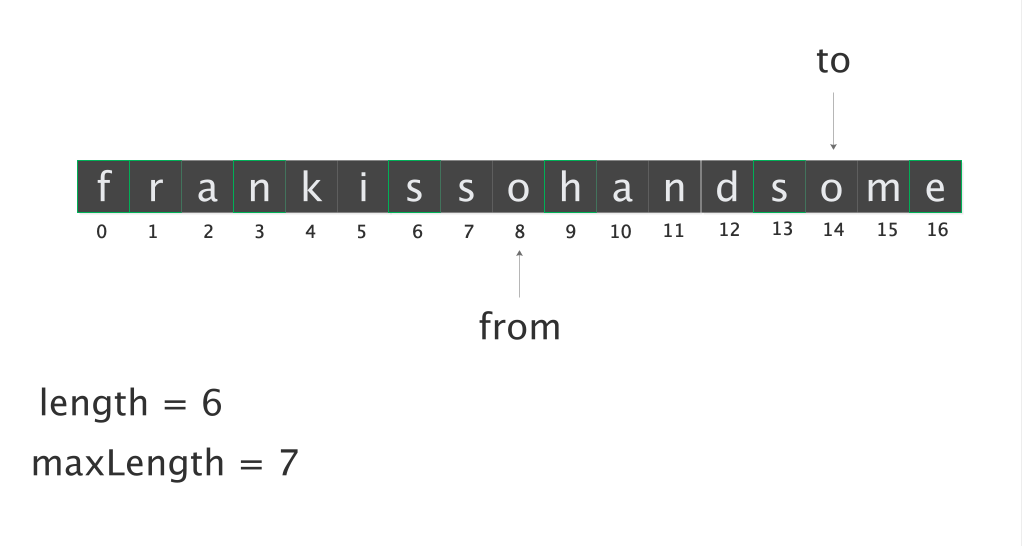 to
f r a n k i s s o h a n d s o m e
0 1 2 3 4 5 6 7 8 9 10 11 12 13 14 15 16
from
length = 6
maxLength = 7